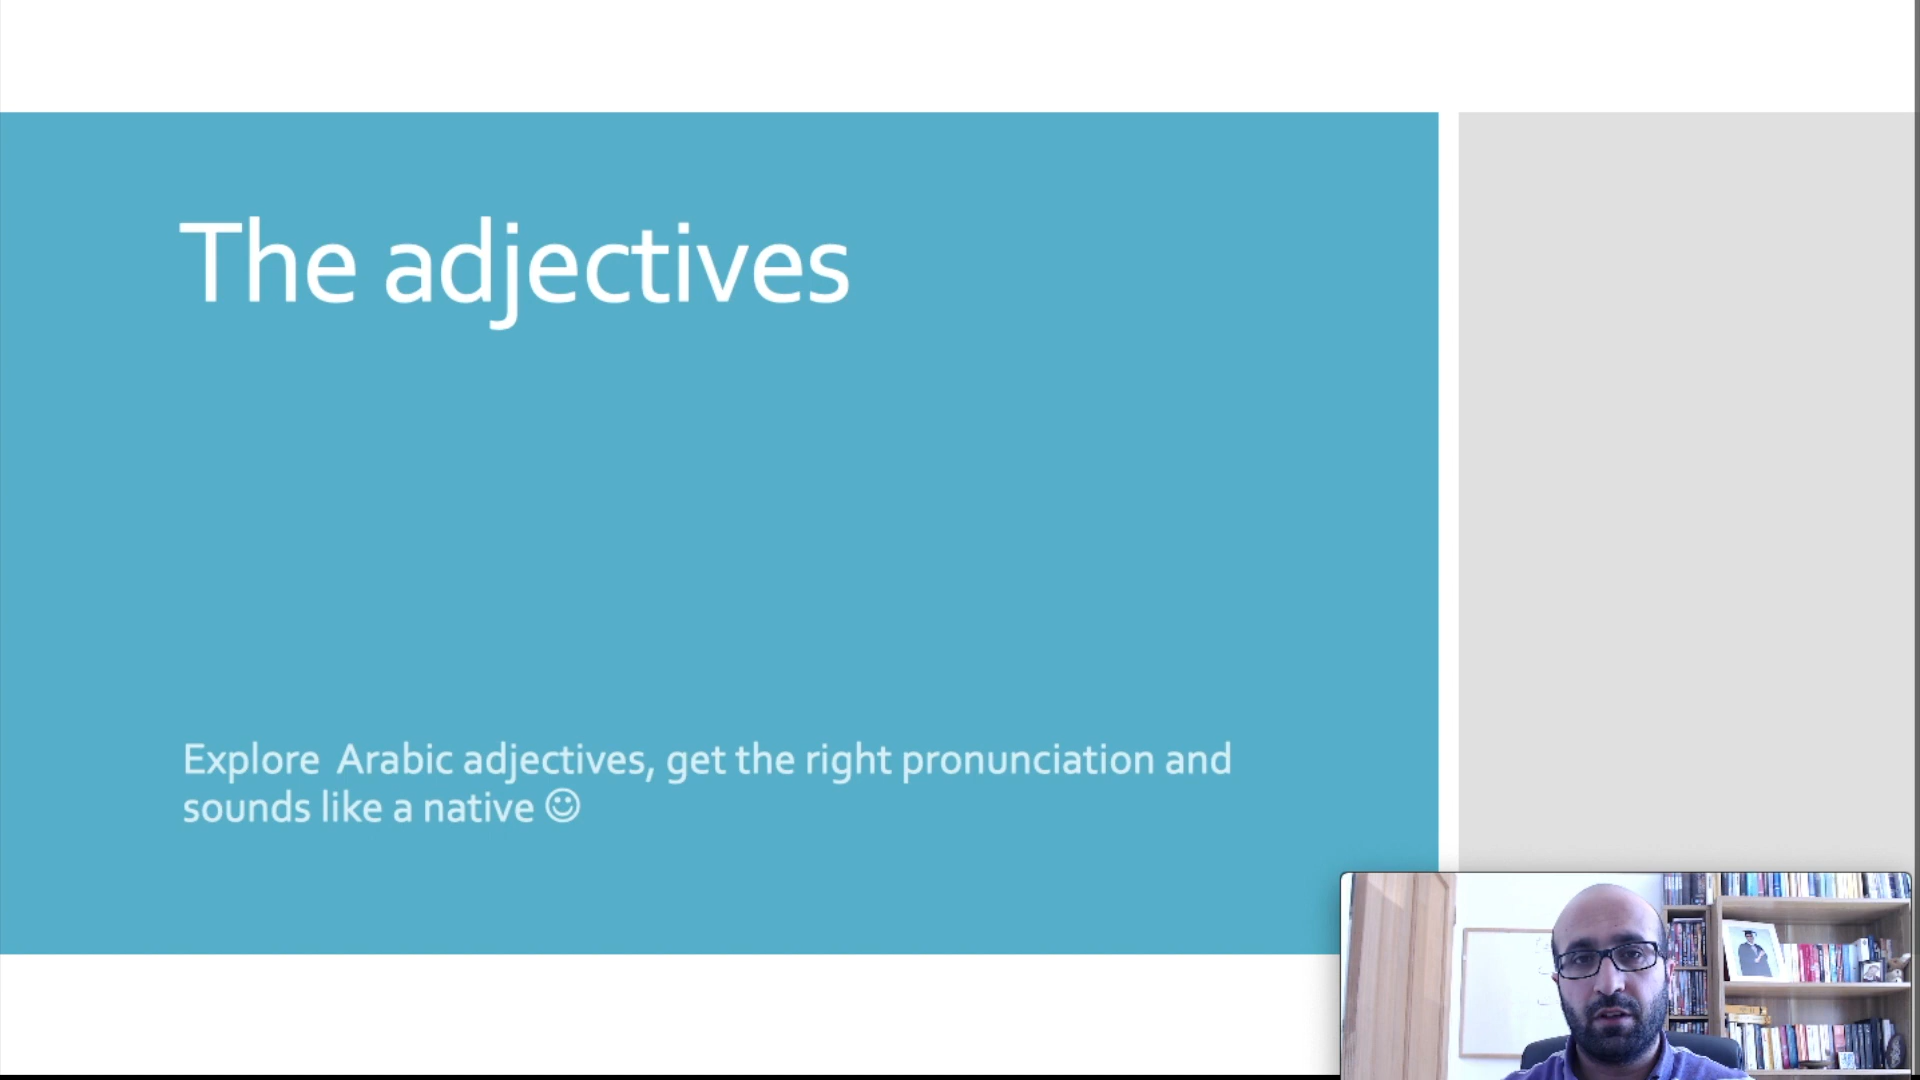 The adjectives
Explore  Arabic adjectives, get the right pronunciation and
sounds like a native ☺